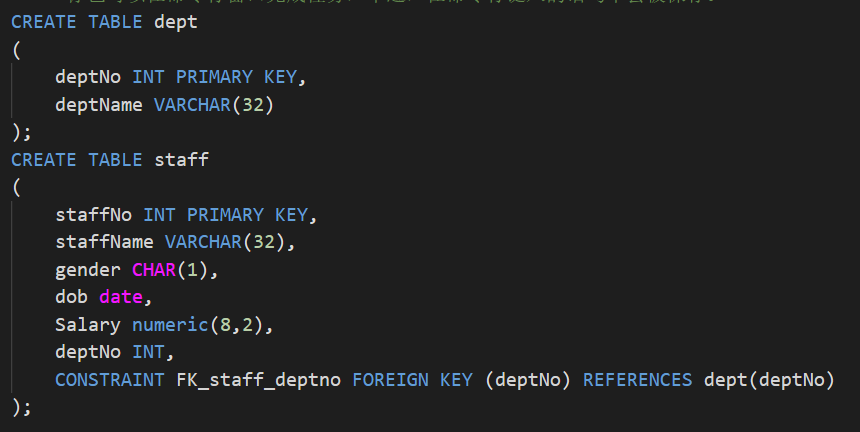 CREATE TABLE dept
(
    deptNo INT PRIMARY KEY,
    deptName VARCHAR(32)
);
CREATE TABLE staff
(
    staffNo INT PRIMARY KEY,
    staffName VARCHAR(32),
    gender CHAR(1),
    dob date,
    Salary numeric(8,2),
    deptNo INT,
    CONSTRAINT FK_staff_deptno FOREIGN KEY (deptNo) REFERENCES dept(deptNo)
);